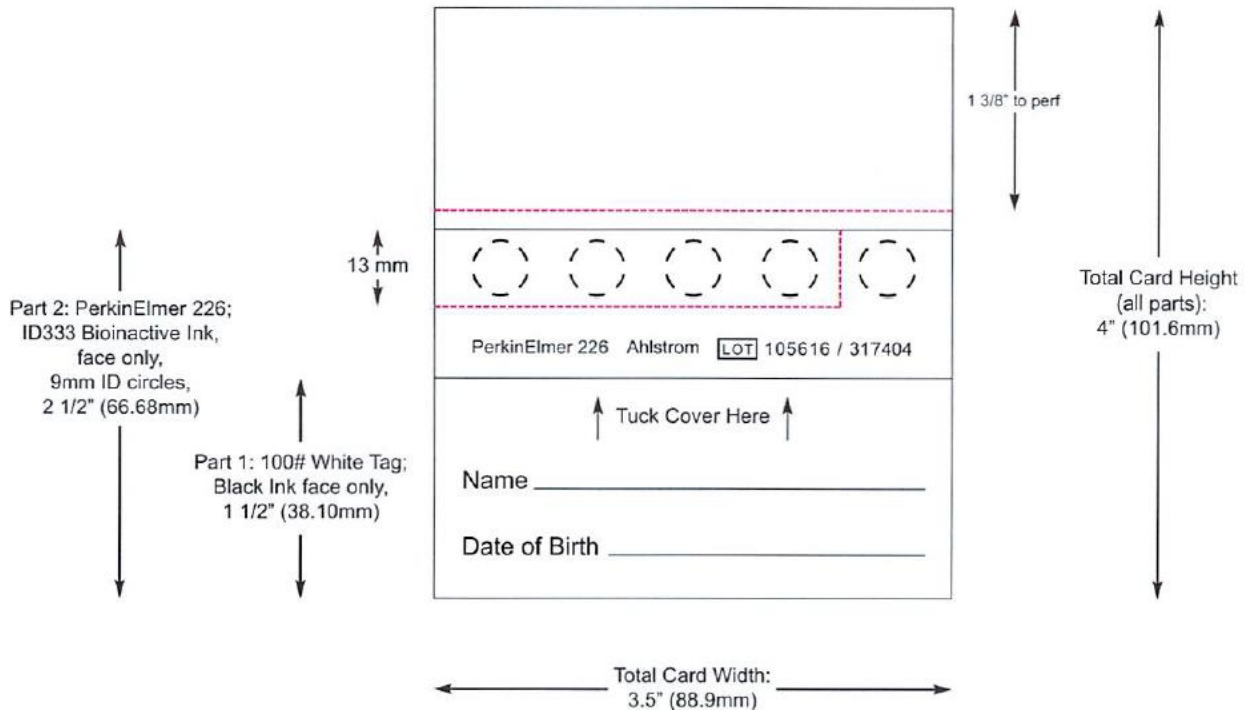 1 3/8" to perf
13 mm
Part 2: PerkinElmer 226;
ID333 Bioinactive Ink,
face only,
9mm ID circles,
2 1/2" (66.68mm)
Total Card Height
(all parts):
4" (101.6mm)
PerkinElmer 226 Ahlstrom LOT 105616 / 317404
Tuck Cover Here
Part 1: 100# White Tag;
Black Ink face only,
1 1/2" (38.10mm)
Name
Date of Birth
Total Card Width:
3.5" (88.9mm)